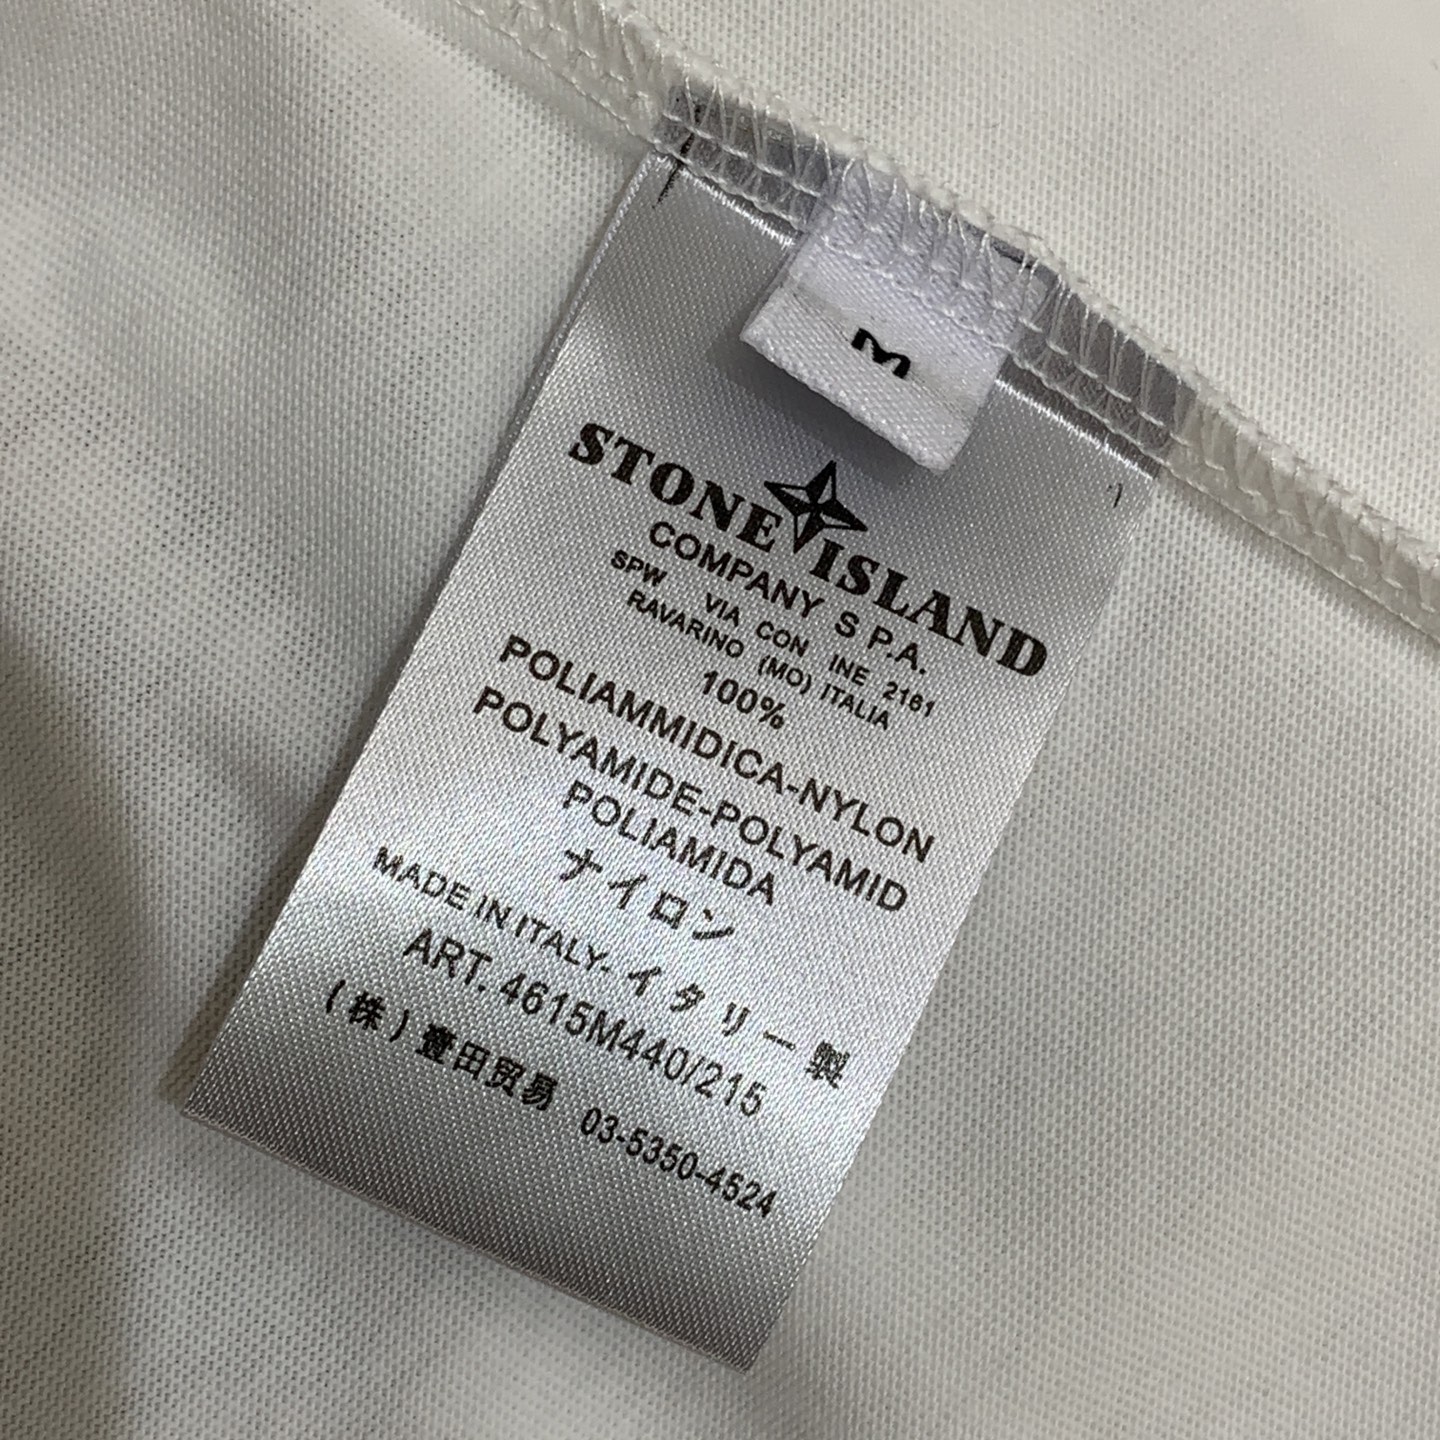 M
STONE ISLAND
COMPANY S P.A.
SPW VIA CON INE 2161
RAVARINO (MO) ITALIA
100%
POLIAMMIDICA-NYLON
POLYAMIDE-POLYAMID
POLIAMIDA
ナイロン
MADE IN ITALY-イタリー製
ART. 4615M440/215
(株)豊田贸易 03-5350-4524